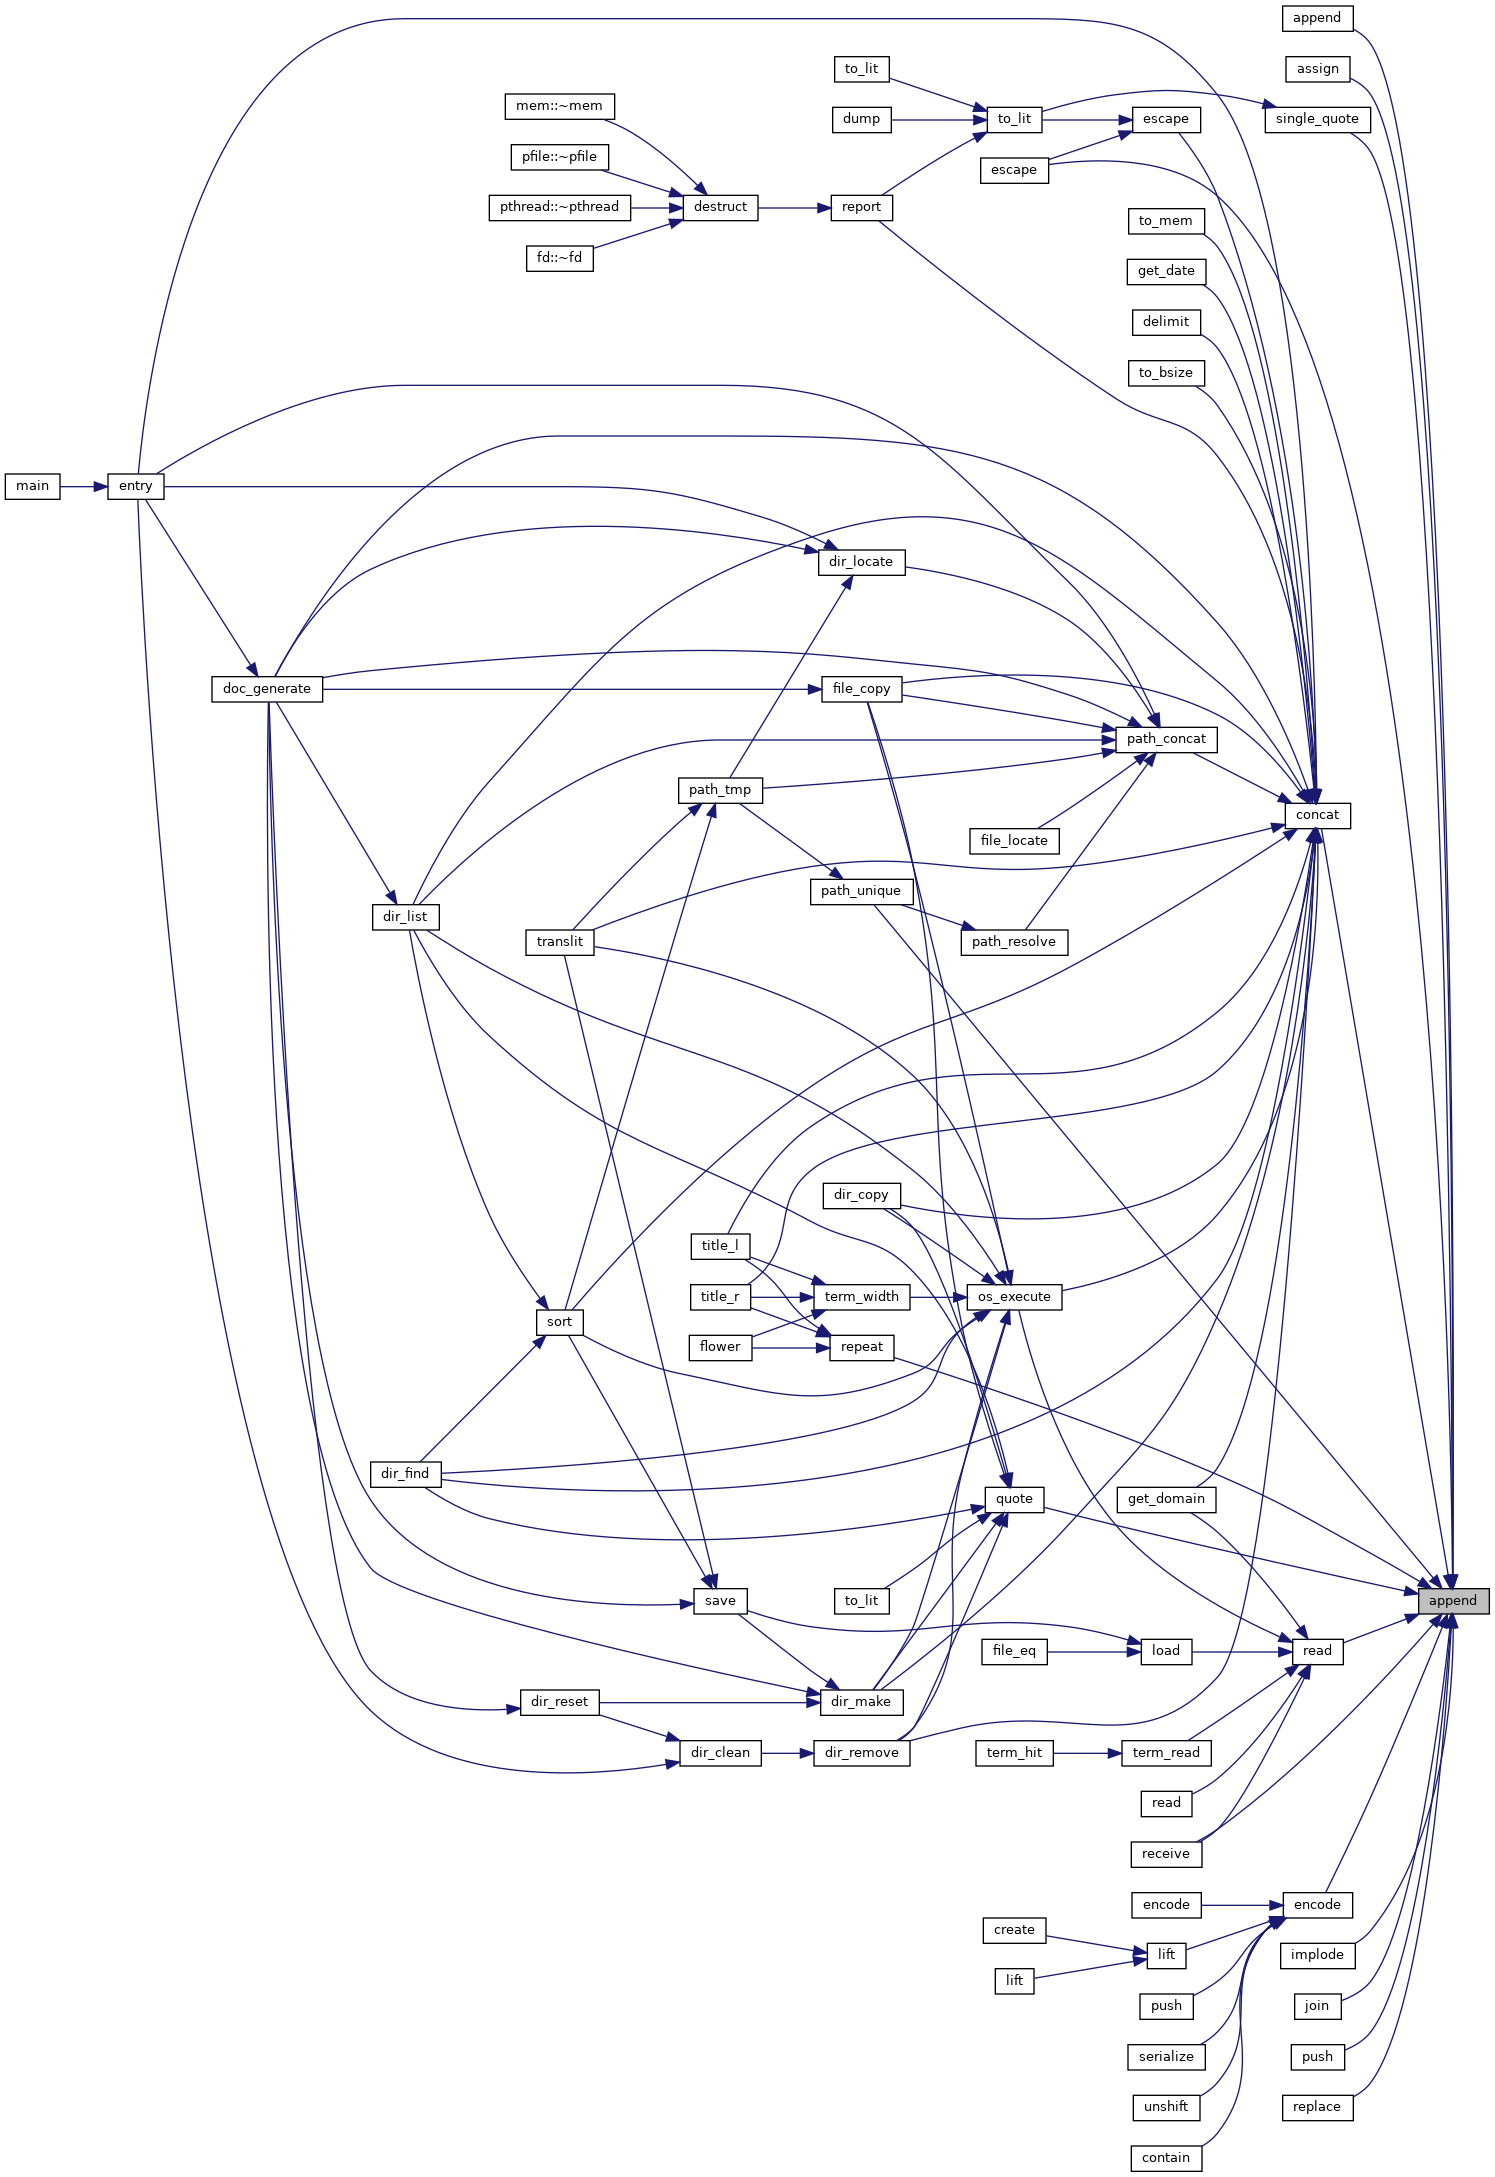 append
assign
to_lit
mem::~mem
dump
to_lit
escape
single_quote
pfile::~pfile
escape
pthread::~pthread
destruct
report
to_mem
fd::~fd
get_date
delimit
to_bsize
main
entry
dir_locate
doc_generate
file_copy
path_concat
path_tmp
concat
file_locate
path_unique
dir_list
translit
path_resolve
dir_copy
title_l
title_r
term_width
os_execute
sort
flower
repeat
dir_find
quote
get_domain
save
to_lit
append
file_eq
load
read
dir_reset
dir_make
dir_clean
dir_remove
term_hit
term_read
read
receive
encode
encode
create
lift
implode
lift
push
join
serialize
push
unshift
replace
contain